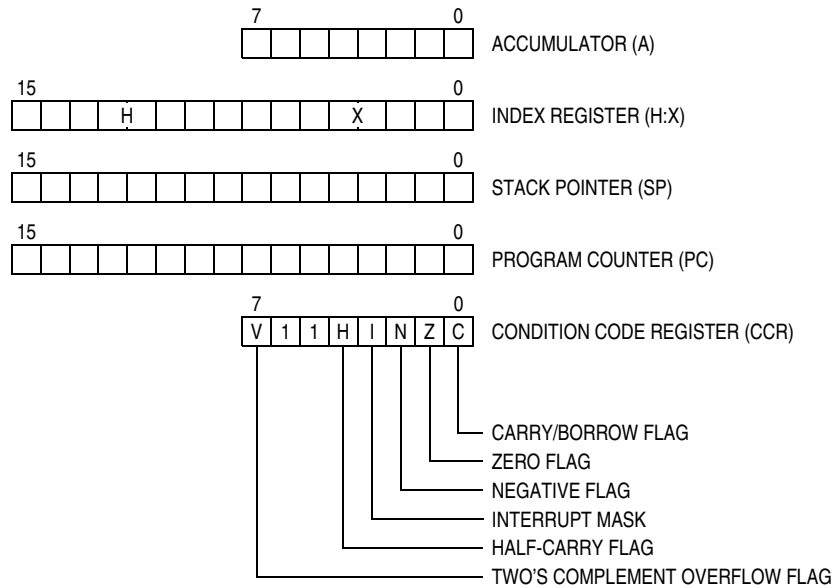 7 0
ACCUMULATOR (A)
15 0
H X INDEX REGISTER (H:X)
15 0
STACK POINTER (SP)
15 0
PROGRAM COUNTER (PC)
7 0
V 1 1 H I N Z C CONDITION CODE REGISTER (CCR)
CARRY/BORROW FLAG
ZERO FLAG
NEGATIVE FLAG
INTERRUPT MASK
HALF-CARRY FLAG
TWO'S COMPLEMENT OVERFLOW FLAG